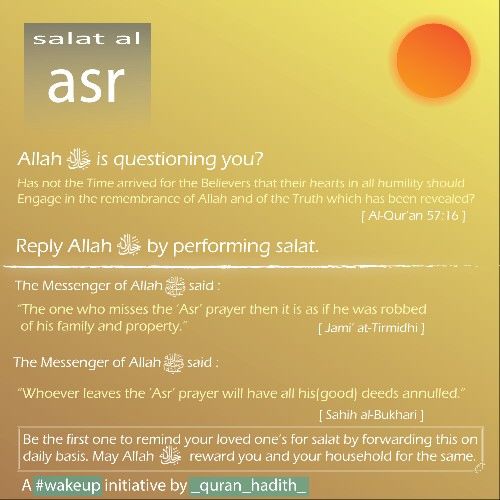 salat al
asr
Allah ﷻ is questioning you?
Has not the Time arrived for the Believers that their hearts in all humility should
Engage in the remembrance of Allah and of the Truth which has been revealed?
[ Al-Qur'an 57:16 ]
Reply Allah ﷻ by performing salat.
The Messenger of Allah ﷺ said :
“The one who misses the ‘Asr’ prayer then it is as if he was robbed
of his family and property.”
[ Jami’ at-Tirmidhi ]
The Messenger of Allah ﷺ said :
“Whoever leaves the ‘Asr’ prayer will have all his(good) deeds annulled.”
[ Sahih al-Bukhari ]
Be the first one to remind your loved one’s for salat by forwarding this on
daily basis. May Allah ﷻ reward you and your household for the same.
A #wakeup initiative by _quran_hadith_